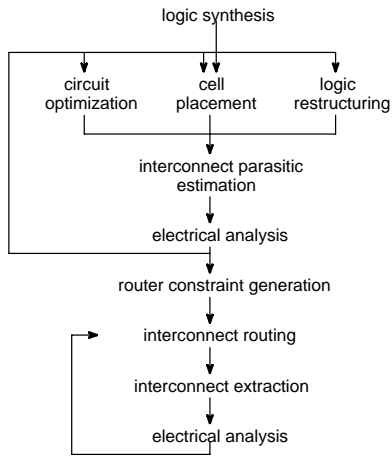 logic synthesis
circuit
optimization
cell
placement
logic
restructuring
interconnect parasitic
estimation
electrical analysis
router constraint generation
interconnect routing
interconnect extraction
electrical analysis